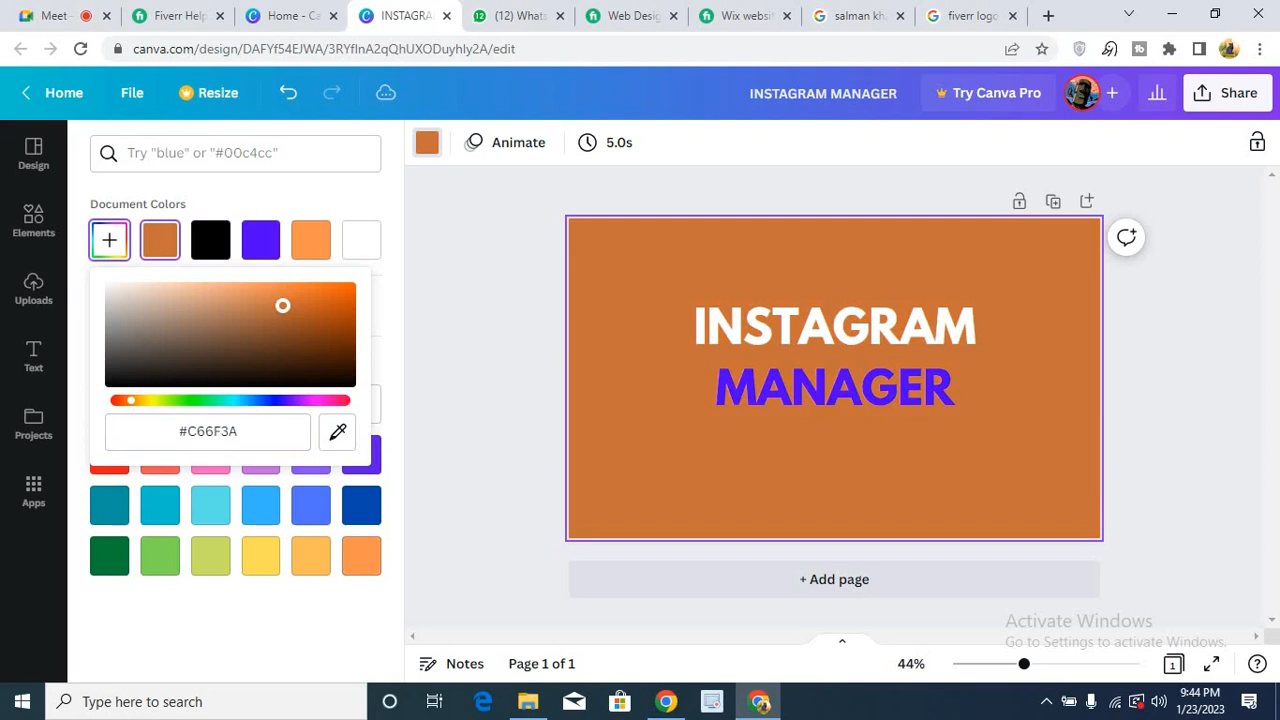 Meet -
Fiverr Help
Home - Ca
INSTAGRA
(12) Whats
Web Desig
Wix websi
salman kh
fiverr logo
canva.com/design/DAFYf54EJWA/3RYflnA2qQhUXODuyhly2A/edit
Home
File
Resize
INSTAGRAM MANAGER
Try Canva Pro
Share
Design
Elements
Uploads
Text
Projects
Apps
Try "blue" or "#00c4cc"
Document Colors
#C66F3A
Animate
5.0s
INSTAGRAM
MANAGER
+ Add page
Activate Windows
Go to Settings to activate Windows.
Notes
Page 1 of 1
44%
1
Type here to search
9:44 PM
1/23/2023